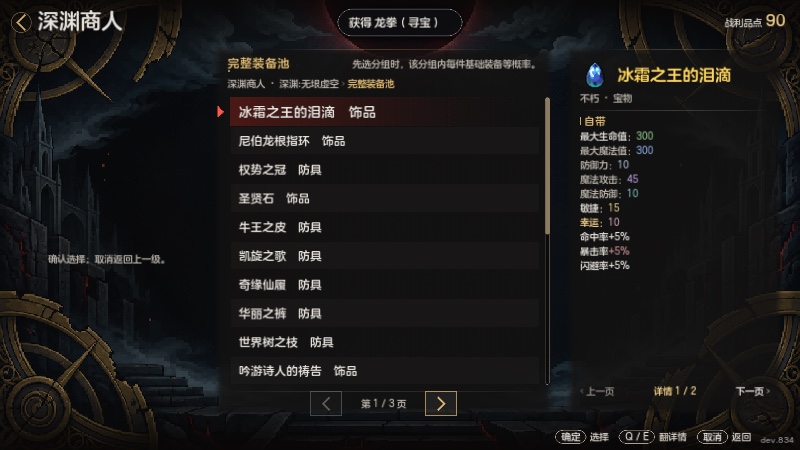 深渊商人
获得 龙拳（寻宝）
战利品点 90
完整装备池
先选分组时，该分组内每件基础装备等概率。
深渊商人 · 深渊:无垠虚空 › 完整装备池
冰霜之王的泪滴 饰品
尼伯龙根指环 饰品
权势之冠 防具
圣贤石 饰品
牛王之皮 防具
凯旋之歌 防具
奇缘仙履 防具
华丽之裤 防具
世界树之枝 防具
吟游诗人的祷告 饰品
第 1 / 3 页
确认选择；取消返回上一级。
冰霜之王的泪滴
不朽 · 宝物
自带
最大生命值：300
最大魔法值：300
防御力：10
魔法攻击：45
魔法防御：10
敏捷：15
幸运：10
命中率+5%
暴击率+5%
闪避率+5%
‹ 上一页 详情 1 / 2 下一页 ›
确定 选择 Q / E 翻详情 取消 返回
dev.834